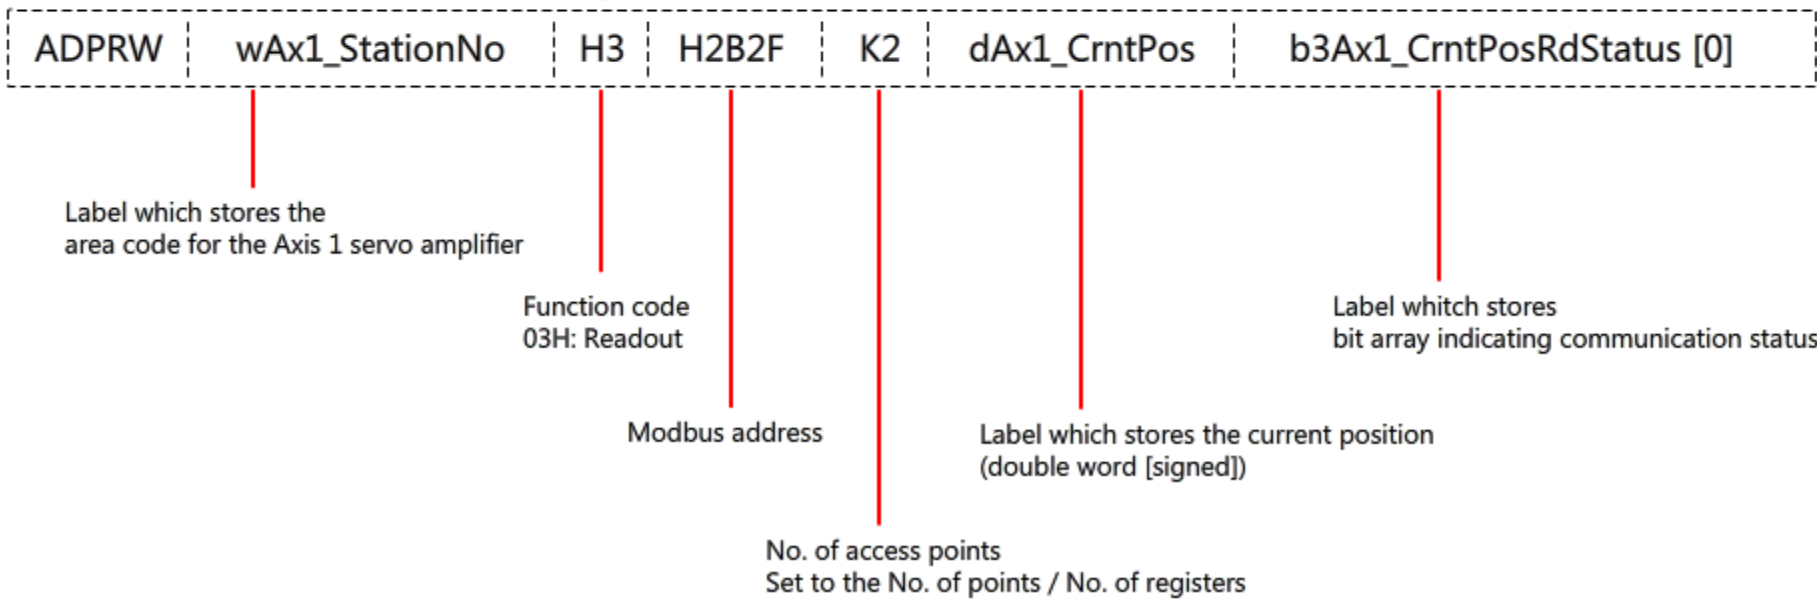 ADPRW wAx1_StationNo H3 H2B2F K2 dAx1_CrntPos b3Ax1_CrntPosRdStatus [0]
Label which stores the
area code for the Axis 1 servo amplifier
Function code
03H: Readout
Label whitch stores
bit array indicating communication status
Modbus address
Label which stores the current position
(double word [signed])
No. of access points
Set to the No. of points / No. of registers